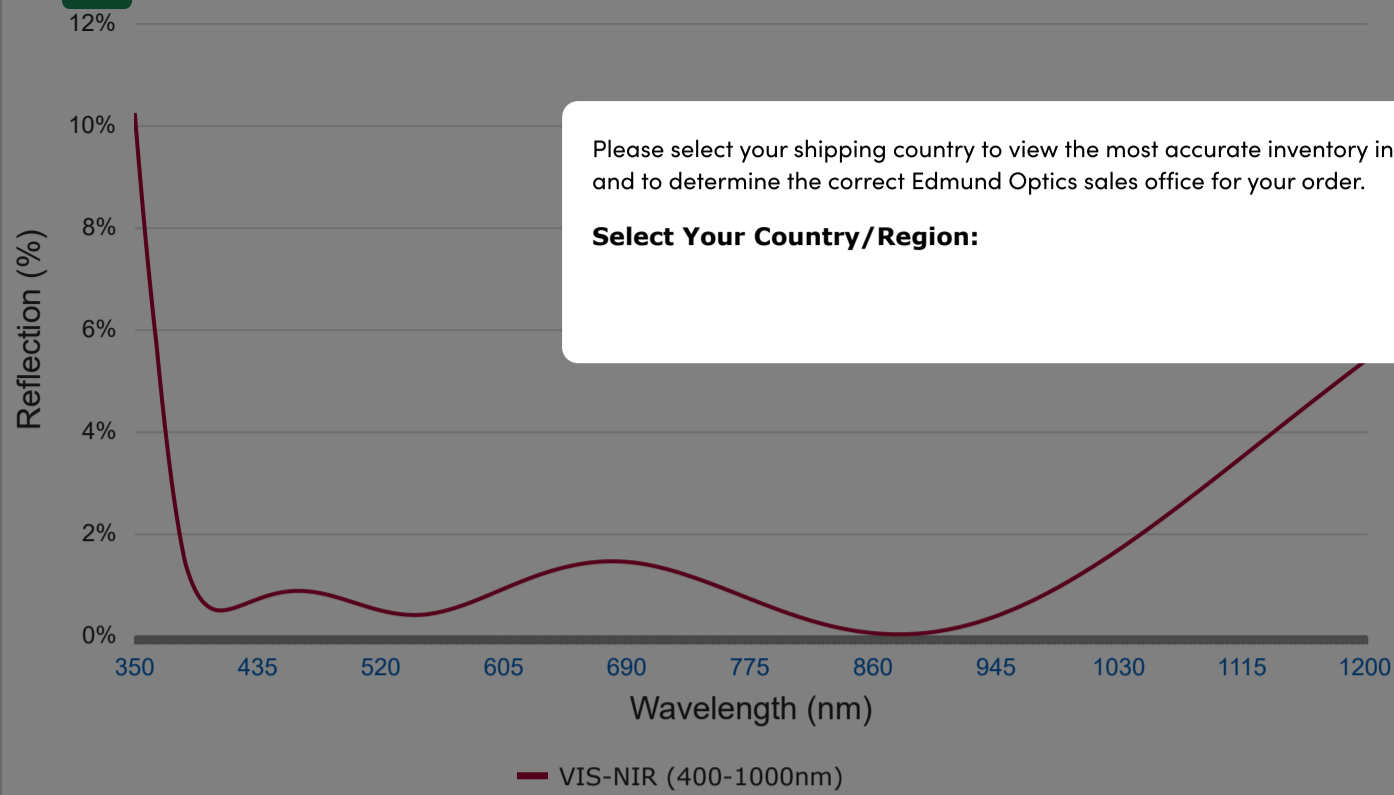 12%
10%
Please select your shipping country to view the most accurate inventory in
and to determine the correct Edmund Optics sales office for your order.
Select Your Country/Region:
8%
6%
4%
2%
0%
Reflection (%)
350 435 520 605 690 775 860 945 1030 1115 1200
Wavelength (nm)
VIS-NIR (400-1000nm)